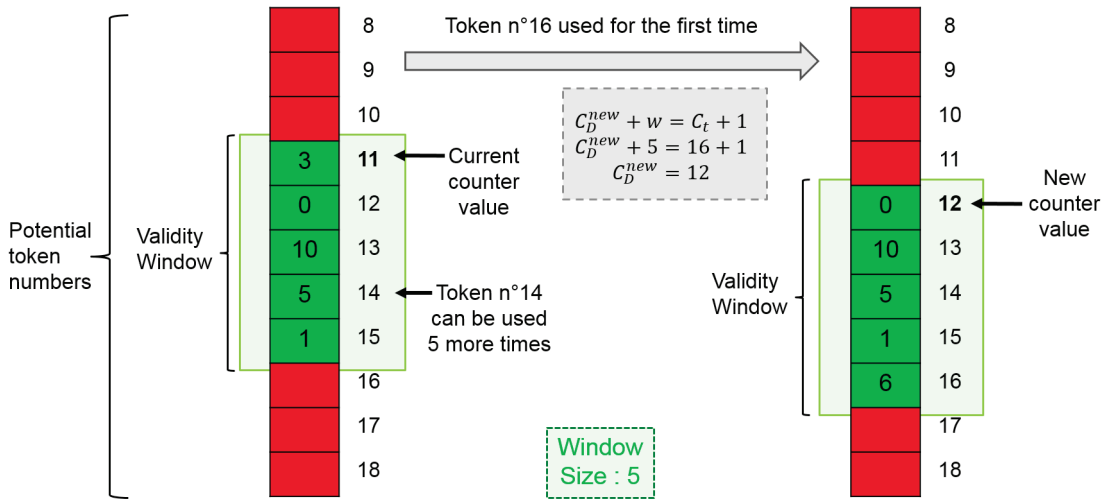 Potential
token
numbers
Validity
Window
3
0
10
5
1
8
9
10
11
12
13
14
15
16
17
18
Current
counter
value
Token n°14
can be used
5 more times
Token n°16 used for the first time
C_D^{new} + w = C_t + 1
C_D^{new} + 5 = 16 + 1
C_D^{new} = 12
Window
Size : 5
Validity
Window
0
10
5
1
6
8
9
10
11
12
13
14
15
16
17
18
New
counter
value